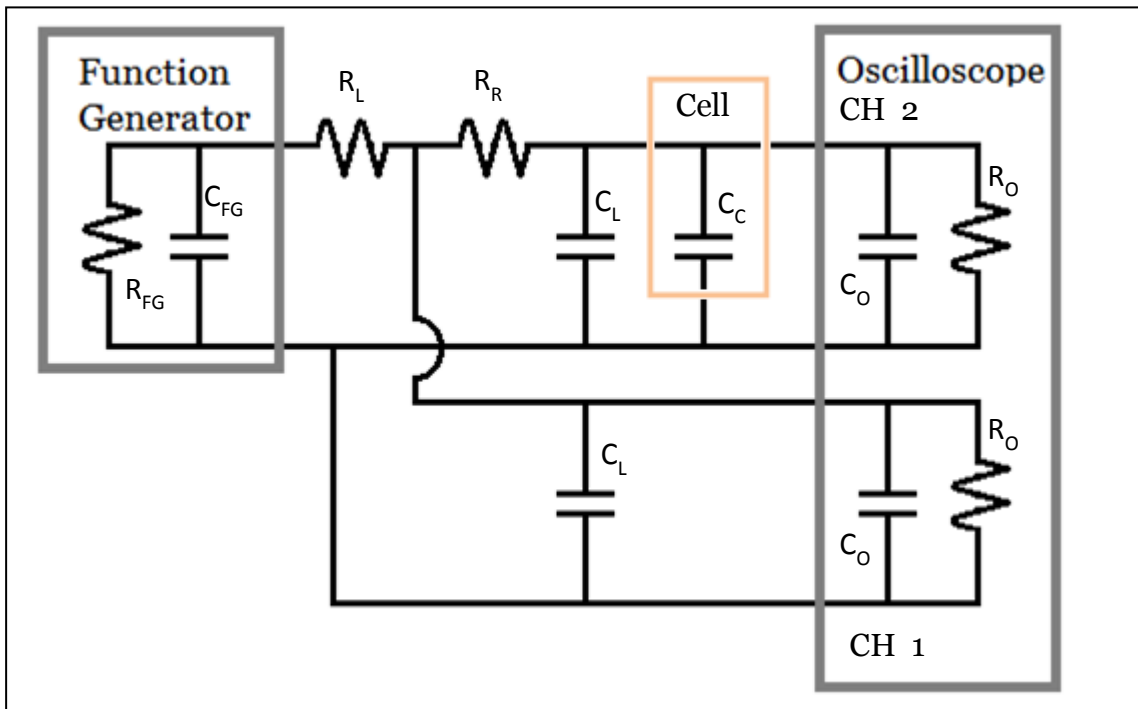 Function
Generator
R_L
R_R
Cell
Oscilloscope
CH 2
C_FG
R_FG
C_L
C_C
C_O
R_O
C_L
C_O
R_O
CH 1